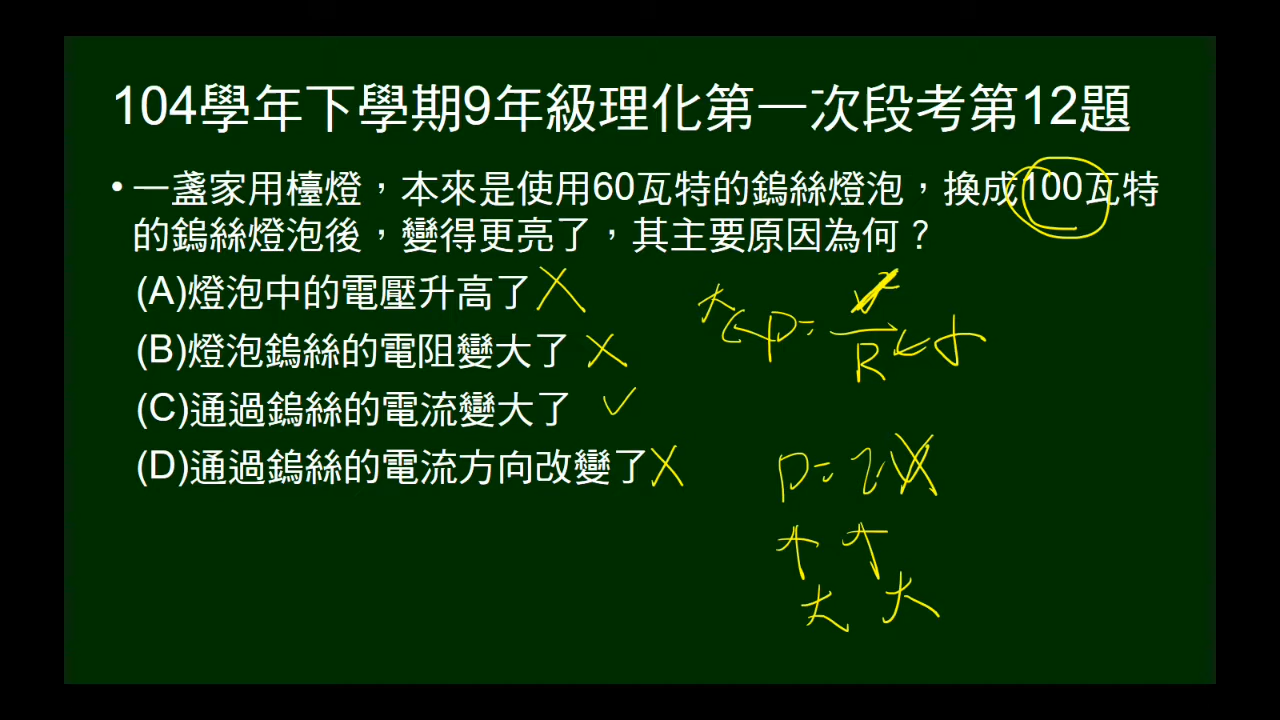 104學年下學期9年級理化第一次段考第12題
•一盞家用檯燈，本來是使用60瓦特的鎢絲燈泡，換成100瓦特
的鎢絲燈泡後，變得更亮了，其主要原因為何？
(A)燈泡中的電壓升高了
(B)燈泡鎢絲的電阻變大了
(C)通過鎢絲的電流變大了
(D)通過鎢絲的電流方向改變了
大 P= V² / R 小
P=I·V
大 大